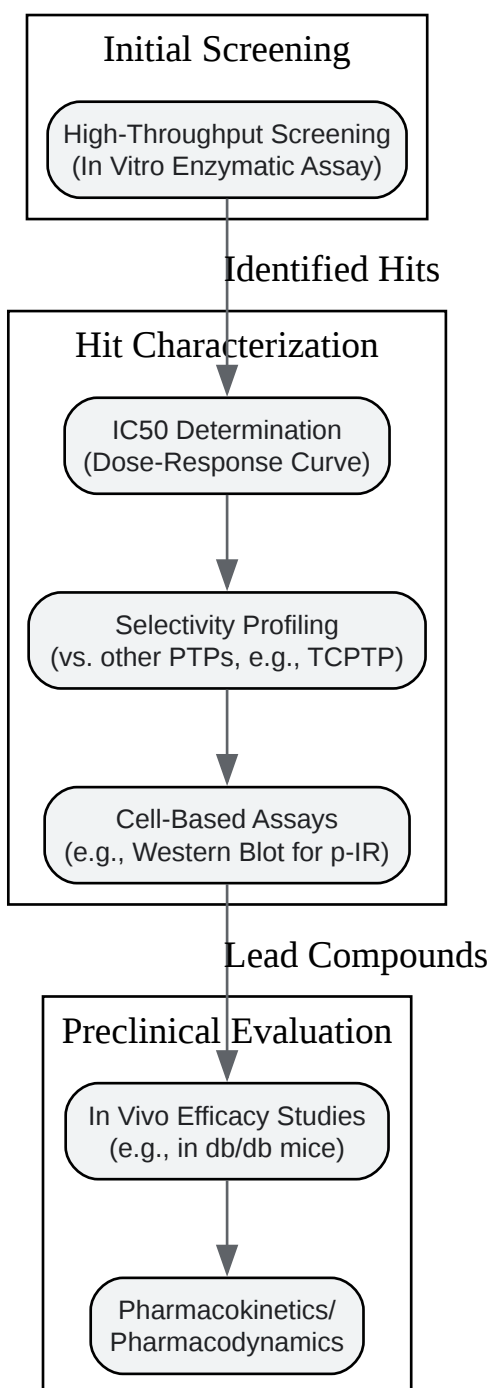 Initial Screening
High-Throughput Screening
(In Vitro Enzymatic Assay)
Identified Hits
Hit Characterization
IC50 Determination
(Dose-Response Curve)
Selectivity Profiling
(vs. other PTPs, e.g., TCPTP)
Cell-Based Assays
(e.g., Western Blot for p-IR)
Lead Compounds
Preclinical Evaluation
In Vivo Efficacy Studies
(e.g., in db/db mice)
Pharmacokinetics/
Pharmacodynamics